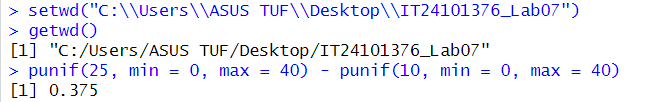 > setwd("C:\\Users\\ASUS TUF\\Desktop\\IT24101376_Lab07")
> getwd()
[1] "C:/Users/ASUS TUF/Desktop/IT24101376_Lab07"
> punif(25, min = 0, max = 40) - punif(10, min = 0, max = 40)
[1] 0.375